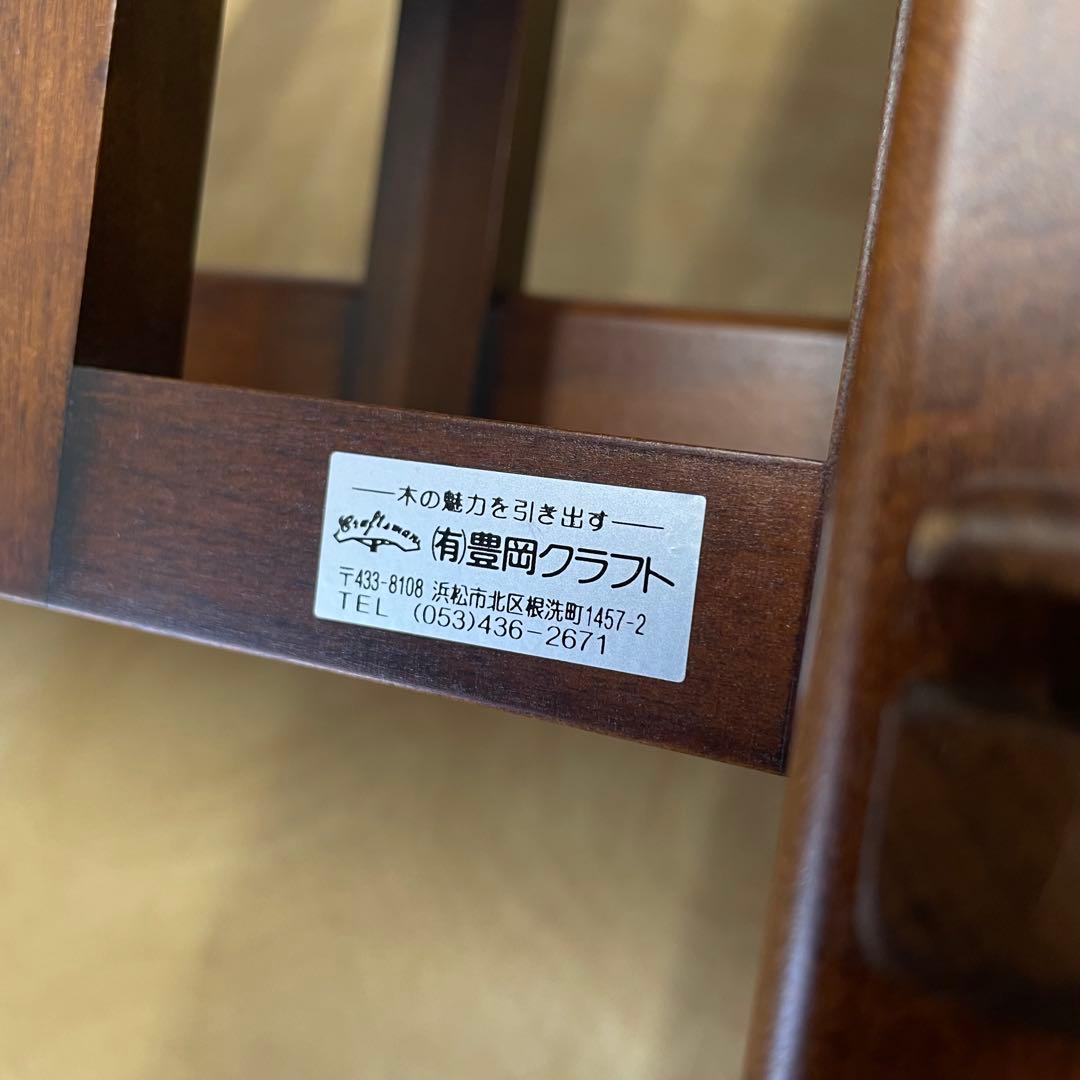 木の魅力を引き出す
Craftsman
(有)豊岡クラフト
〒433-8108 浜松市北区根洗町1457-2
TEL (053)436-2671